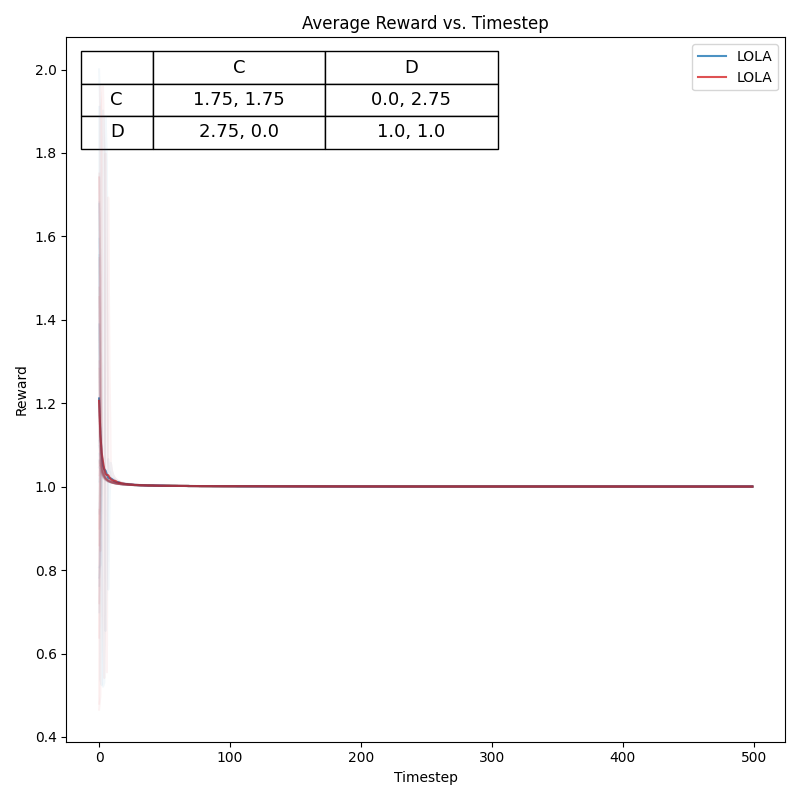 Average Reward vs. Timestep
LOLA
LOLA
C D
C 1.75, 1.75 0.0, 2.75
D 2.75, 0.0 1.0, 1.0
2.0
1.8
1.6
1.4
1.2
1.0
0.8
0.6
0.4
Reward
0 100 200 300 400 500
Timestep